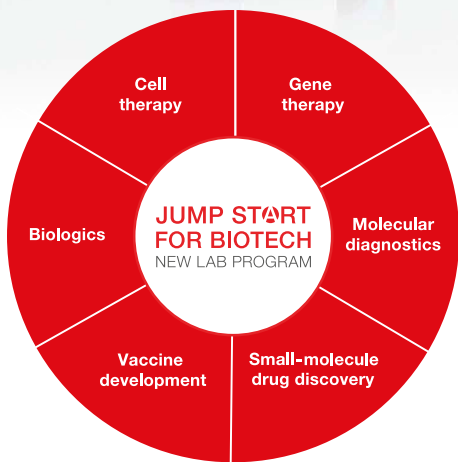 Cell
therapy
Gene
therapy
Biologics
JUMP START
FOR BIOTECH
NEW LAB PROGRAM
Molecular
diagnostics
Vaccine
development
Small-molecule
drug discovery